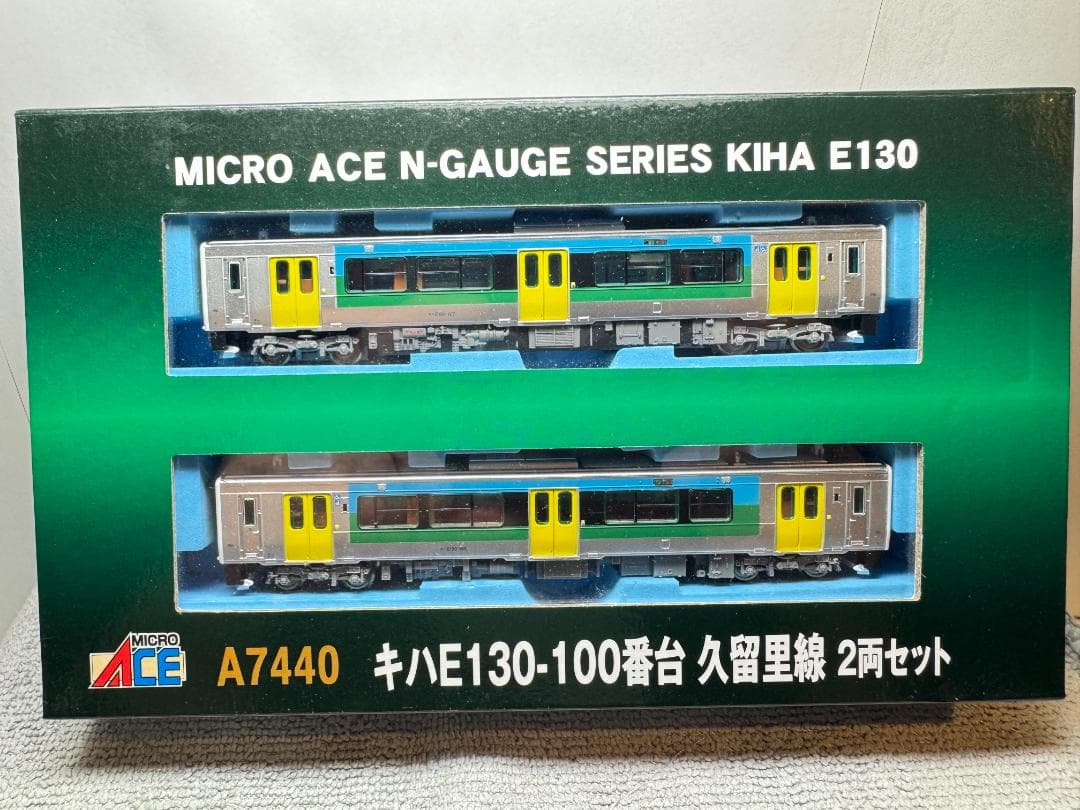 MICRO ACE N-GAUGE SERIES KIHA E130
MICRO
ACE
A7440 キハE130-100番台 久留里線 2両セット